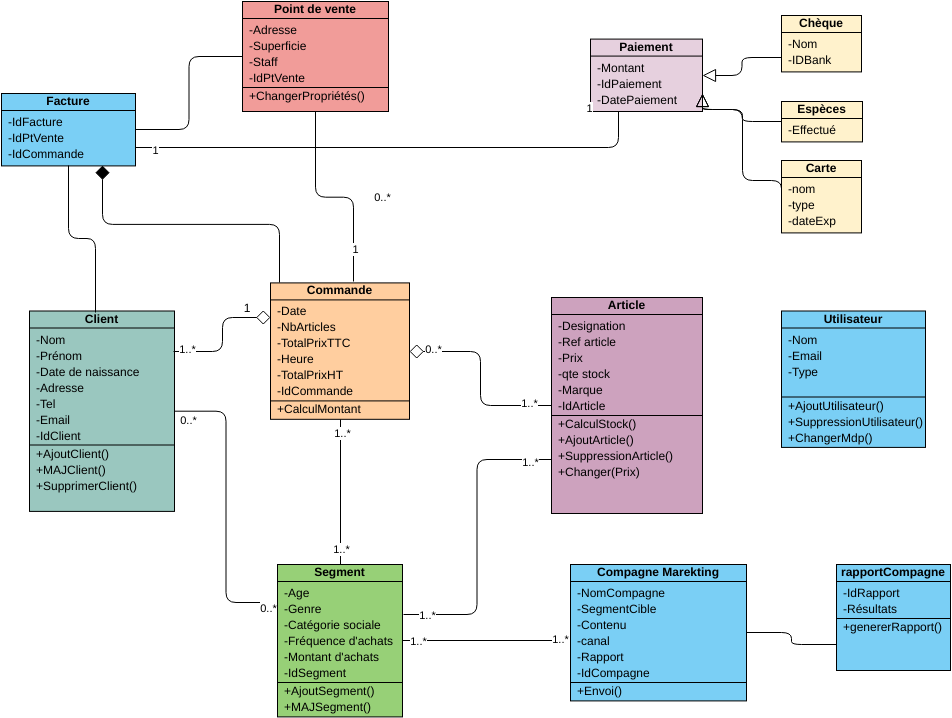 Point de vente
-Adresse
-Superficie
-Staff
-IdPtVente
+ChangerPropriétés()
Paiement
-Montant
-IdPaiement
-DatePaiement
1
Chèque
-Nom
-IDBank
Espèces
-Effectué
Carte
-nom
-type
-dateExp
Facture
-IdFacture
-IdPtVente
-IdCommande
1
0..*
1
Commande
-Date
-NbArticles
-TotalPrixTTC
-Heure
-TotalPrixHT
-IdCommande
+CalculMontant
1
1..*
0..*
1..*
Client
-Nom
-Prénom
-Date de naissance
-Adresse
-Tel
-Email
-IdClient
+AjoutClient()
+MAJClient()
+SupprimerClient()
0..*
Article
-Designation
-Ref article
-Prix
-qte stock
-Marque
-IdArticle
+CalculStock()
+AjoutArticle()
+SuppressionArticle()
+Changer(Prix)
Utilisateur
-Nom
-Email
-Type
+AjoutUtilisateur()
+SuppressionUtilisateur()
+ChangerMdp()
1..*
1..*
1..*
0..*
Segment
-Age
-Genre
-Catégorie sociale
-Fréquence d'achats
-Montant d'achats
-IdSegment
+AjoutSegment()
+MAJSegment()
1..*
1..*
1..*
Compagne Marekting
-NomCompagne
-SegmentCible
-Contenu
-canal
-Rapport
-IdCompagne
+Envoi()
rapportCompagne
-IdRapport
-Résultats
+genererRapport()